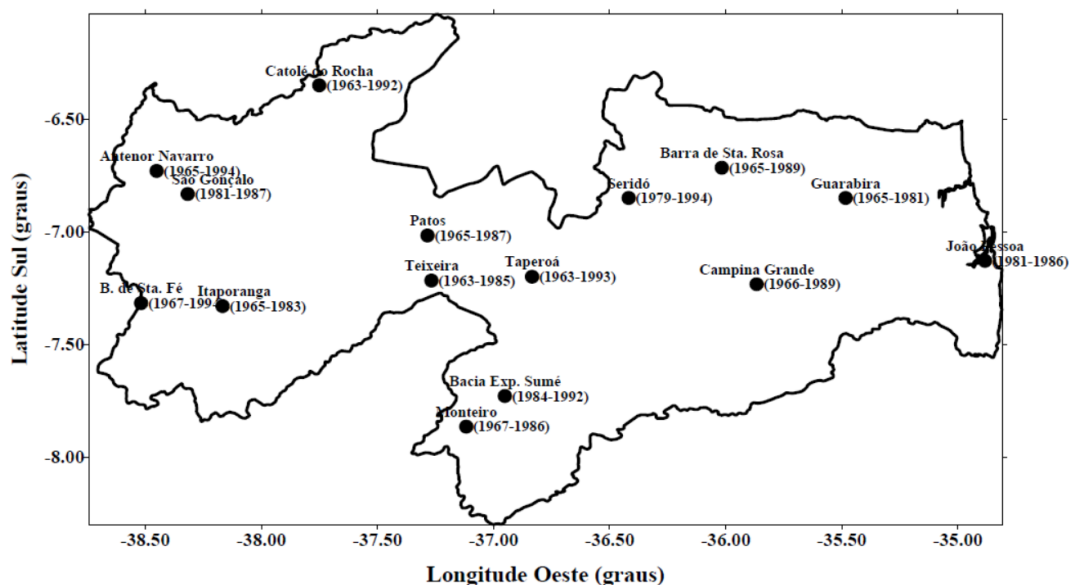 Catolé do Rocha
(1963-1992)
-6.50
Antenor Navarro
(1965-1994)
São Gonçalo
(1981-1987)
Barra de Sta. Rosa
(1965-1989)
Seridó
(1979-1994)
Guarabira
(1965-1981)
Patos
(1965-1987)
-7.00
João Pessoa
(1981-1986)
Teixeira
(1963-1985)
Taperoá
(1963-1993)
Campina Grande
(1966-1989)
B. de Sta. Fé
(1967-1994)
Itaporanga
(1965-1983)
-7.50
Bacia Exp. Sumé
(1984-1992)
Monteiro
(1967-1986)
-8.00
Latitude Sul (graus)
-38.50 -38.00 -37.50 -37.00 -36.50 -36.00 -35.50 -35.00
Longitude Oeste (graus)